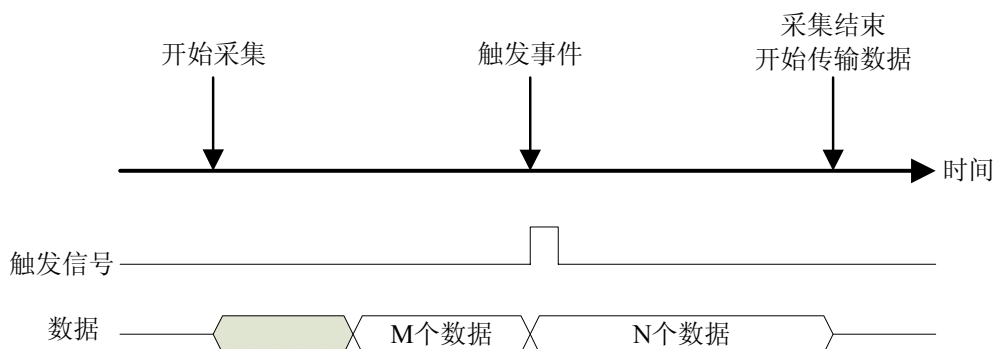 开始采集
触发事件
采集结束
开始传输数据
时间
触发信号
数据
M个数据
N个数据